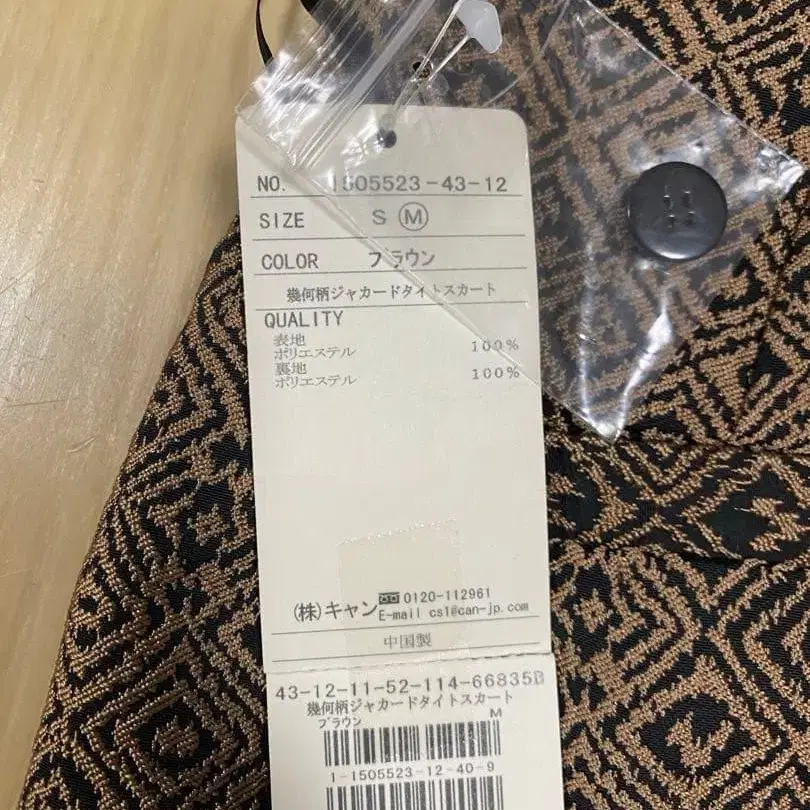 NO. 1505523-43-12
SIZE S Ⓜ
COLOR ブラウン
幾何柄ジャカードタイトスカート
QUALITY
表地
ポリエステル 100%
裏地
ポリエステル 100%
(株)キャン 0120-112961
E-mail cs1@can-jp.com
中国製
43-12-11-52-114-66835B
幾何柄ジャカードタイトスカート
ブラウン M
1-1505523-12-40-9